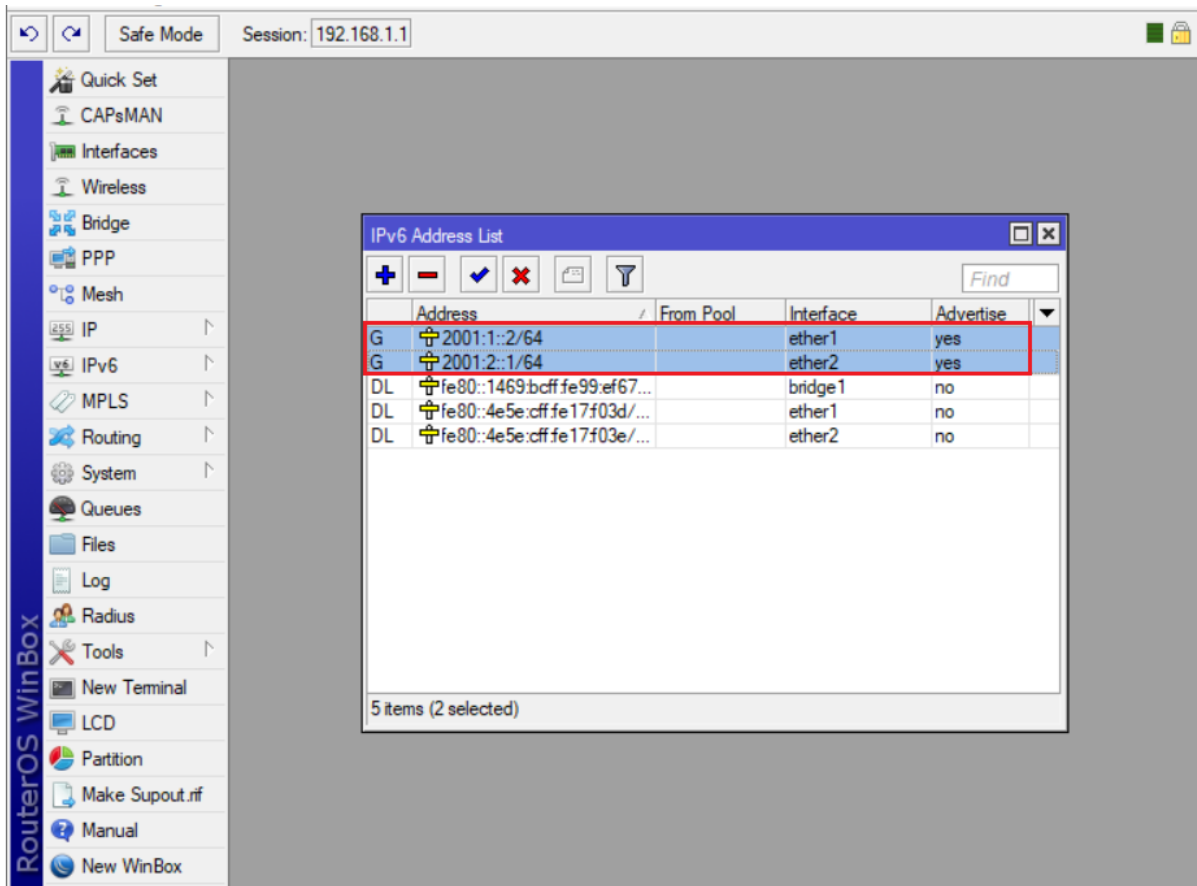 Safe Mode Session: 192.168.1.1
Quick Set
CAPsMAN
Interfaces
Wireless
Bridge
PPP
Mesh
IP
IPv6
MPLS
Routing
System
Queues
Files
Log
Radius
Tools
New Terminal
LCD
Partition
Make Supout.rif
Manual
New WinBox
RouterOS WinBox
IPv6 Address List
Find
Address From Pool Interface Advertise
G 2001:1::2/64 ether1 yes
G 2001:2::1/64 ether2 yes
DL fe80::1469:bcff:fe99:ef67... bridge1 no
DL fe80::4e5e:cff:fe17:f03d/... ether1 no
DL fe80::4e5e:cff:fe17:f03e/... ether2 no
5 items (2 selected)